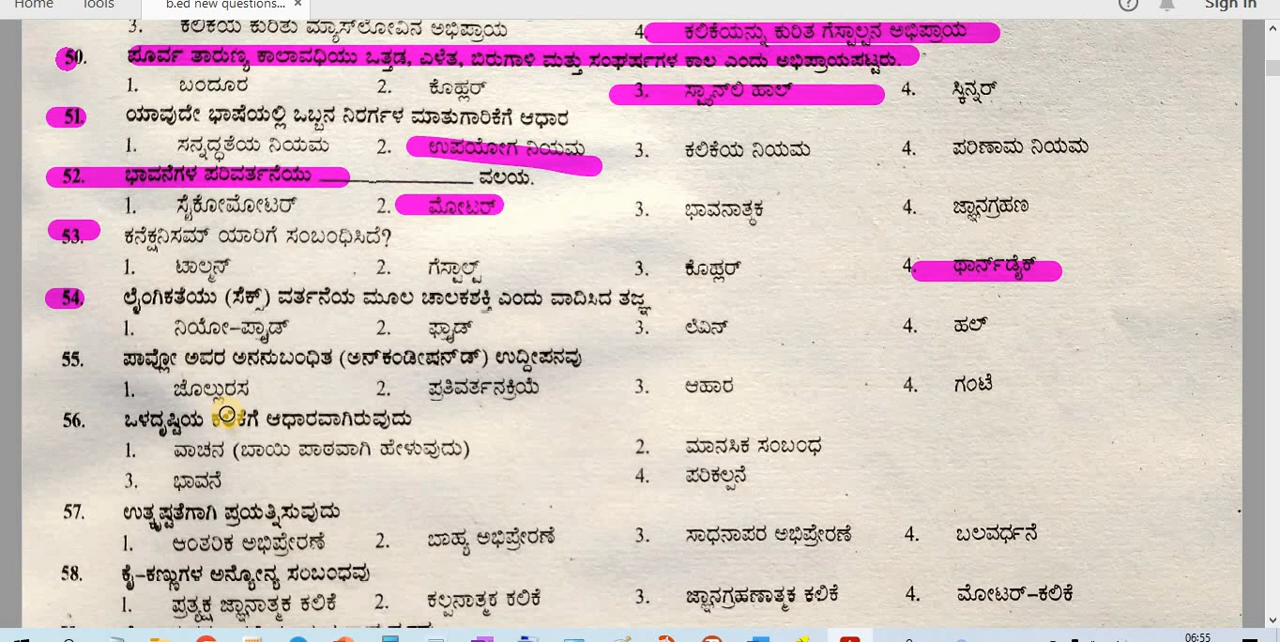 Home Tools b.ed new questions... × Sign In
3. ಕಲಿಕೆಯ ಕುರಿತು ಮ್ಯಾಸ್‌ಲೋವಿನ ಅಭಿಪ್ರಾಯ 4. ಕಲಿಕೆಯನ್ನು ಕುರಿತ ಗೆಸ್ಟಾಲ್ಟನ ಅಭಿಪ್ರಾಯ
50. ಪೂರ್ವ ತಾರುಣ್ಯ ಕಾಲಾವಧಿಯು ಒತ್ತಡ, ಎಳೆತ, ಬಿರುಗಾಳಿ ಮತ್ತು ಸಂಘರ್ಷಗಳ ಕಾಲ ಎಂದು ಅಭಿಪ್ರಾಯಪಟ್ಟರು.
1. ಬಂದೂರ 2. ಕೊಹ್ಲರ್ 3. ಸ್ಟ್ಯಾನ್‌ಲಿ ಹಾಲ್ 4. ಸ್ಕಿನ್ನರ್
51. ಯಾವುದೇ ಭಾಷೆಯಲ್ಲಿ ಒಬ್ಬನ ನಿರರ್ಗಳ ಮಾತುಗಾರಿಕೆಗೆ ಆಧಾರ
1. ಸನ್ನದ್ಧತೆಯ ನಿಯಮ 2. ಉಪಯೋಗ ನಿಯಮ 3. ಕಲಿಕೆಯ ನಿಯಮ 4. ಪರಿಣಾಮ ನಿಯಮ
52. ಭಾವನೆಗಳ ಪರಿವರ್ತನೆಯು ____________ ವಲಯ.
1. ಸೈಕೋಮೋಟರ್ 2. ಮೋಟರ್ 3. ಭಾವನಾತ್ಮಕ 4. ಜ್ಞಾನಗ್ರಹಣ
53. ಕನೆಕ್ಷನಿಸಮ್ ಯಾರಿಗೆ ಸಂಬಂಧಿಸಿದೆ?
1. ಟಾಲ್ಮನ್ 2. ಗೆಸ್ಟಾಲ್ಟ್ 3. ಕೊಹ್ಲರ್ 4. ಥಾರ್ನ್‌ಡೈಕ್
54. ಲೈಂಗಿಕತೆಯು (ಸೆಕ್ಸ್) ವರ್ತನೆಯ ಮೂಲ ಚಾಲಕಶಕ್ತಿ ಎಂದು ವಾದಿಸಿದ ತಜ್ಞ
1. ನಿಯೋ-ಫ್ರಾಡ್ 2. ಫ್ರಾಡ್ 3. ಲೆವಿನ್ 4. ಹಲ್
55. ಪಾವ್ಲೋ ಅವರ ಅನನುಬಂಧಿತ (ಅನ್‌ಕಂಡೀಷನ್‌ಡ್) ಉದ್ದೀಪನವು
1. ಜೊಲ್ಲುರಸ 2. ಪ್ರತಿವರ್ತನಕ್ರಿಯೆ 3. ಆಹಾರ 4. ಗಂಟೆ
56. ಒಳದೃಷ್ಟಿಯ ಕಲಿಕೆಗೆ ಆಧಾರವಾಗಿರುವುದು
1. ವಾಚನ (ಬಾಯಿ ಪಾಠವಾಗಿ ಹೇಳುವುದು) 2. ಮಾನಸಿಕ ಸಂಬಂಧ
3. ಭಾವನೆ 4. ಪರಿಕಲ್ಪನೆ
57. ಉತ್ಕೃಷ್ಟತೆಗಾಗಿ ಪ್ರಯತ್ನಿಸುವುದು
1. ಆಂತರಿಕ ಅಭಿಪ್ರೇರಣೆ 2. ಬಾಹ್ಯ ಅಭಿಪ್ರೇರಣೆ 3. ಸಾಧನಾಪರ ಅಭಿಪ್ರೇರಣೆ 4. ಬಲವರ್ಧನೆ
58. ಕೈ-ಕಣ್ಣುಗಳ ಅನ್ಯೋನ್ಯ ಸಂಬಂಧವು
1. ಪ್ರತ್ಯಕ್ಷ ಜ್ಞಾನಾತ್ಮಕ ಕಲಿಕೆ 2. ಕಲ್ಪನಾತ್ಮಕ ಕಲಿಕೆ 3. ಜ್ಞಾನಗ್ರಹಣಾತ್ಮಕ ಕಲಿಕೆ 4. ಮೋಟರ್-ಕಲಿಕೆ
06:55